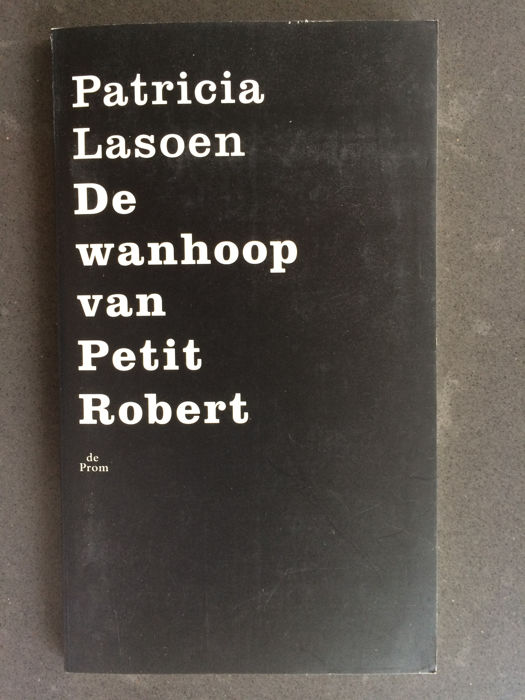 Patricia
Lasoen
De
wanhoop
van
Petit
Robert
de
Prom